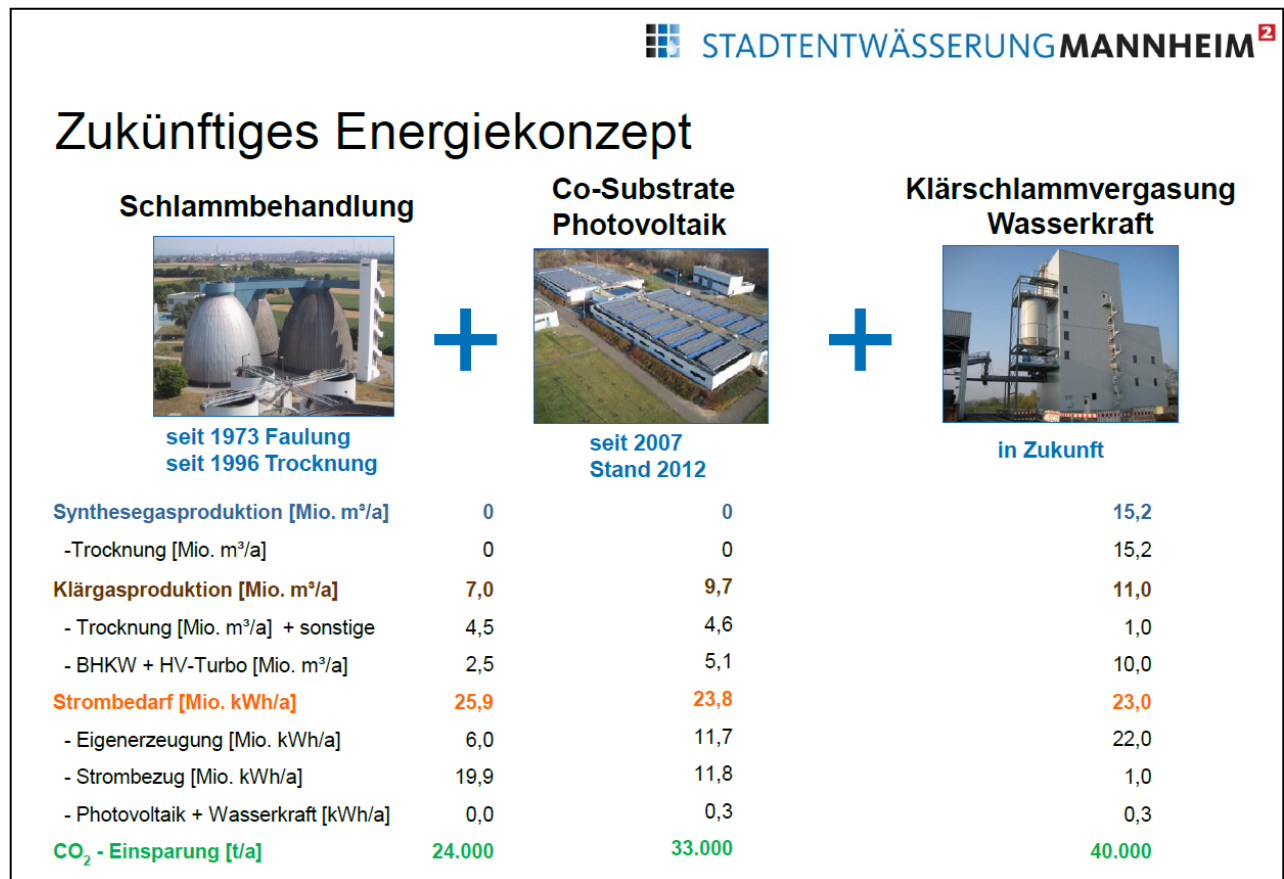 STADTENTWÄSSERUNGMANNHEIM²
Zukünftiges Energiekonzept
Schlammbehandlung
Co-Substrate
Photovoltaik
Klärschlammvergasung
Wasserkraft
+
+
seit 1973 Faulung
seit 1996 Trocknung
seit 2007
Stand 2012
in Zukunft
Synthesegasproduktion [Mio. m³/a] 0 0 15,2
-Trocknung [Mio. m³/a] 0 0 15,2
Klärgasproduktion [Mio. m³/a] 7,0 9,7 11,0
- Trocknung [Mio. m³/a] + sonstige 4,5 4,6 1,0
- BHKW + HV-Turbo [Mio. m³/a] 2,5 5,1 10,0
Strombedarf [Mio. kWh/a] 25,9 23,8 23,0
- Eigenerzeugung [Mio. kWh/a] 6,0 11,7 22,0
- Strombezug [Mio. kWh/a] 19,9 11,8 1,0
- Photovoltaik + Wasserkraft [kWh/a] 0,0 0,3 0,3
CO₂ - Einsparung [t/a] 24.000 33.000 40.000